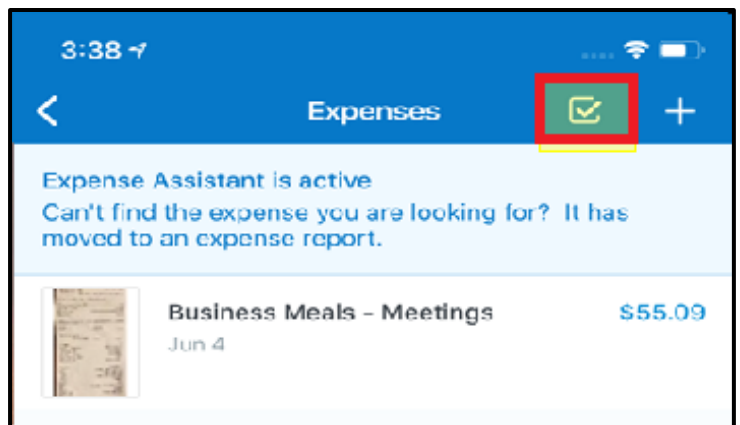 3:38
Expenses
Expense Assistant is active
Can't find the expense you are looking for? It has
moved to an expense report.
Business Meals - Meetings
$55.09
Jun 4